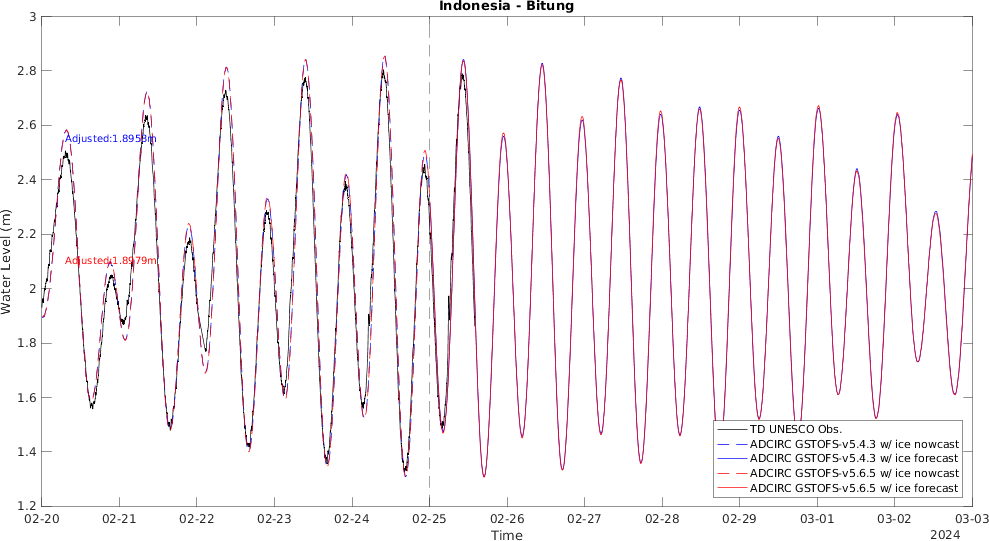 Indonesia - Bitung
Water Level (m)
3
2.8
2.6
2.4
2.2
2
1.8
1.6
1.4
1.2
Adjusted:1.8953m
Adjusted:1.8979m
TD UNESCO Obs.
ADCIRC GSTOFS-v5.4.3 w/ ice nowcast
ADCIRC GSTOFS-v5.4.3 w/ ice forecast
ADCIRC GSTOFS-v5.6.5 w/ ice nowcast
ADCIRC GSTOFS-v5.6.5 w/ ice forecast
02-20 02-21 02-22 02-23 02-24 02-25 02-26 02-27 02-28 02-29 03-01 03-02 03-03
Time
2024